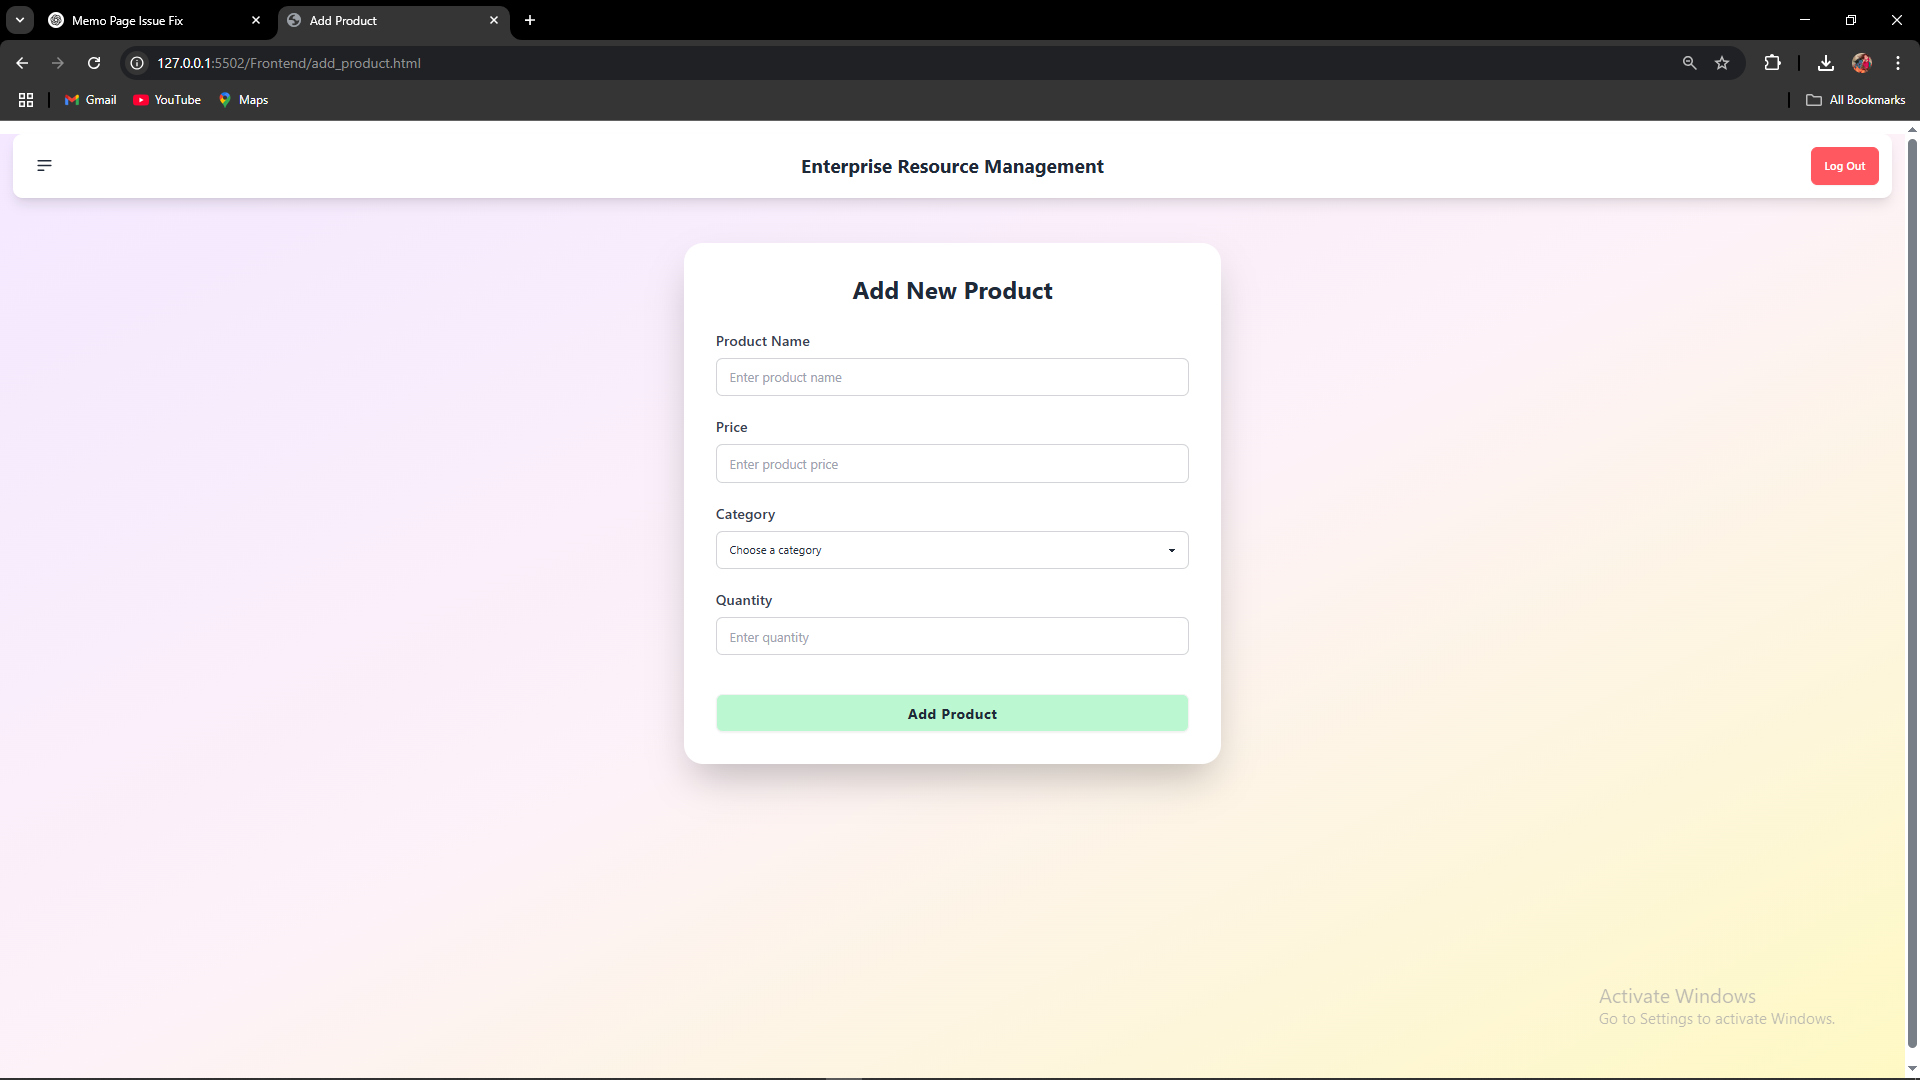 Memo Page Issue Fix
Add Product
127.0.0.1:5502/Frontend/add_product.html
Gmail
YouTube
Maps
All Bookmarks
Enterprise Resource Management
Log Out
Add New Product
Product Name
Enter product name
Price
Enter product price
Category
Choose a category
Quantity
Enter quantity
Add Product
Activate Windows
Go to Settings to activate Windows.